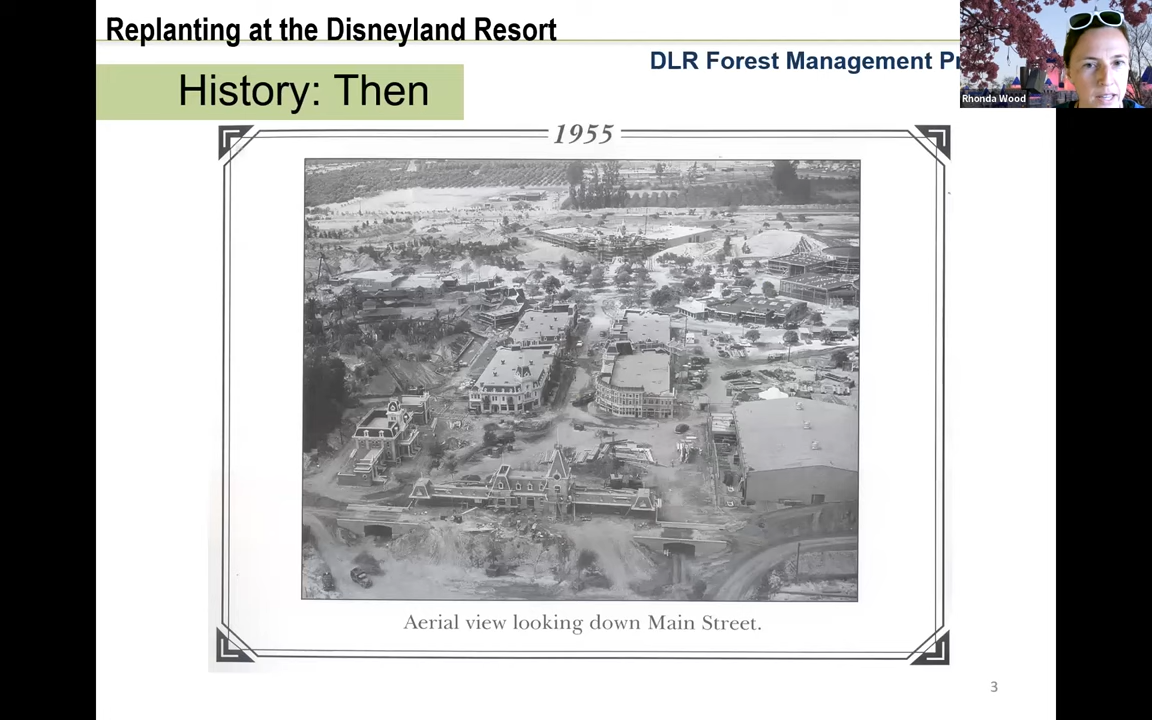 Replanting at the Disneyland Resort
DLR Forest Management
History: Then
Rhonda Wood
1955
Aerial view looking down Main Street.
3